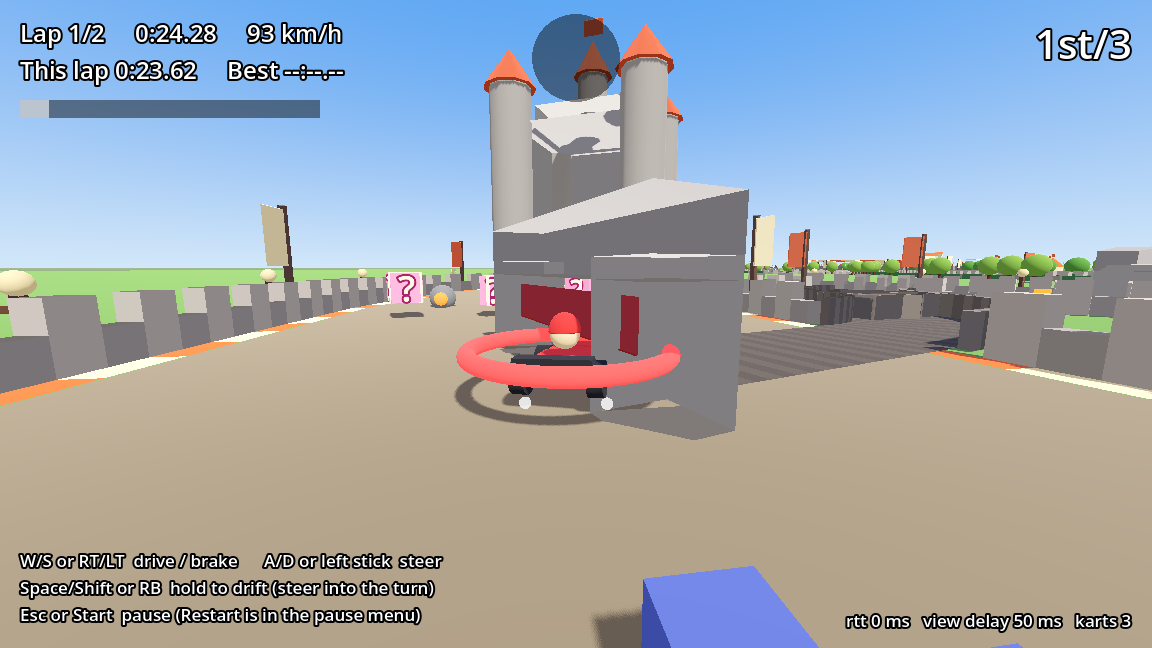 Lap 1/2 0:24.28 93 km/h
1st/3
This lap 0:23.62 Best --:--.--
?
?
?
W/S or RT/LT drive / brake A/D or left stick steer
Space/Shift or RB hold to drift (steer into the turn)
Esc or Start pause (Restart is in the pause menu)
rtt 0 ms view delay 50 ms karts 3